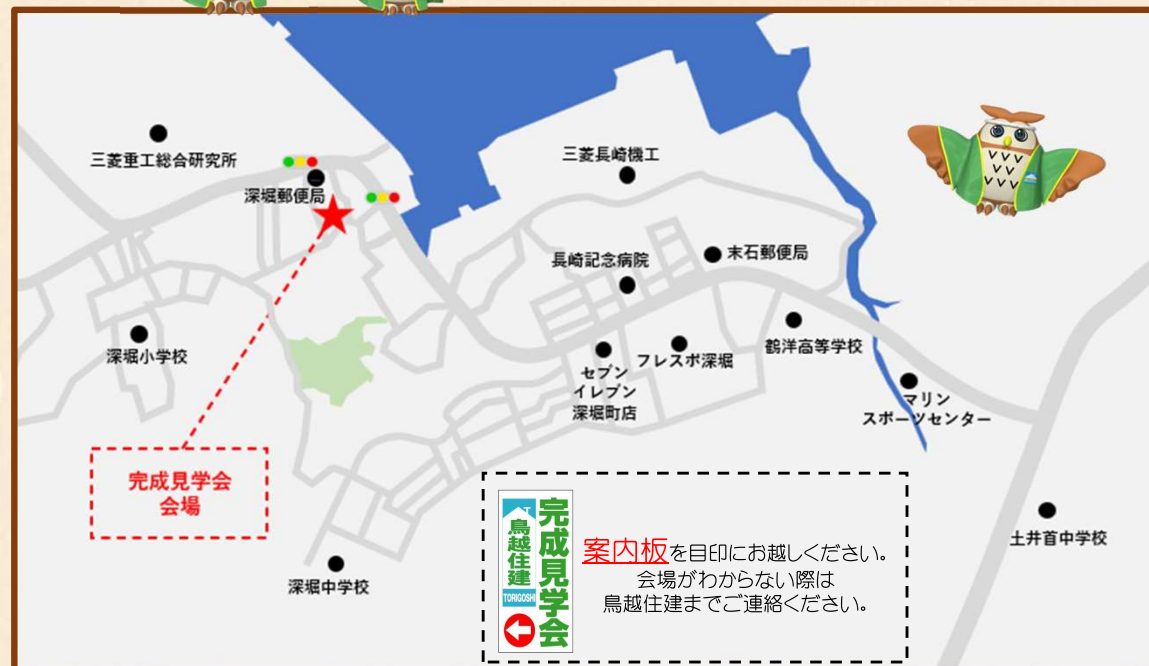 三菱重工総合研究所
深堀郵便局
三菱長崎機工
長崎記念病院
末石郵便局
深堀小学校
セブン
イレブン
深堀町店
フレスポ深堀
鶴洋高等学校
マリン
スポーツセンター
完成見学会
会場
深堀中学校
土井首中学校
完成見学会
T
鳥越住建
TORIGOSHI
案内板を目印にお越しください。
会場がわからない際は
鳥越住建までご連絡ください。